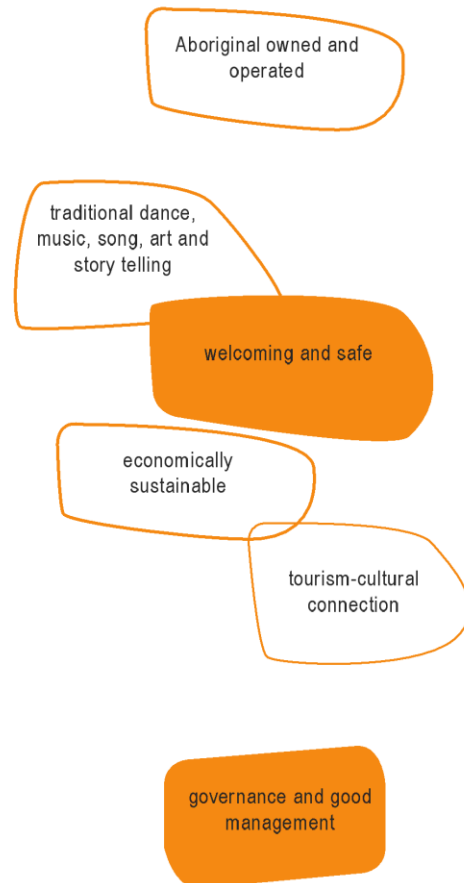 Aboriginal owned and
operated
traditional dance,
music, song, art and
story telling
welcoming and safe
economically
sustainable
tourism-cultural
connection
governance and good
management